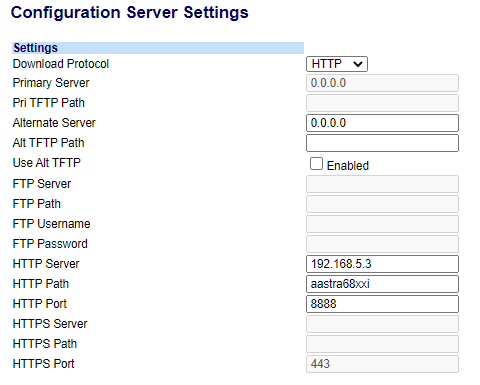 Configuration Server Settings
Settings
Download Protocol HTTP
Primary Server 0.0.0.0
Pri TFTP Path
Alternate Server 0.0.0.0
Alt TFTP Path
Use Alt TFTP Enabled
FTP Server
FTP Path
FTP Username
FTP Password
HTTP Server 192.168.5.3
HTTP Path aastra68xxi
HTTP Port 8888
HTTPS Server
HTTPS Path
HTTPS Port 443